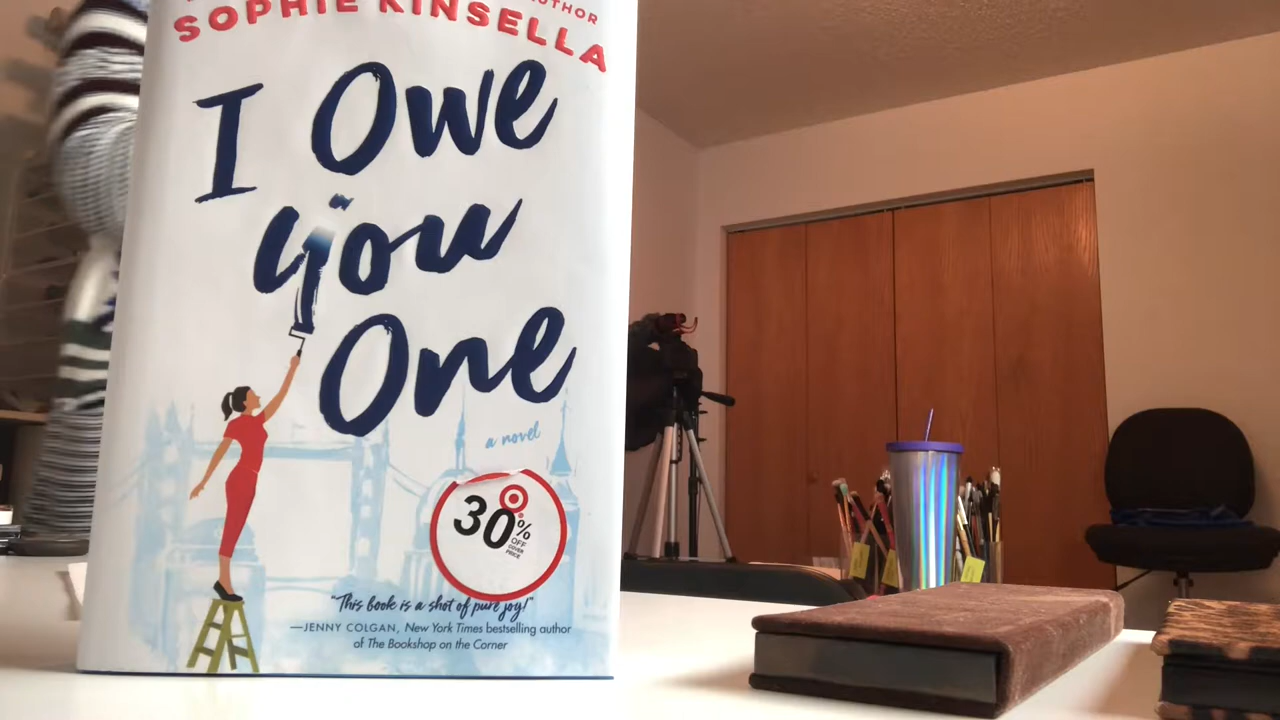 AUTHOR
SOPHIE KINSELLA
I Owe
you
One
a novel
30%
OFF
COVER
PRICE
"This book is a shot of pure joy!"
—JENNY COLGAN, New York Times bestselling author
of The Bookshop on the Corner